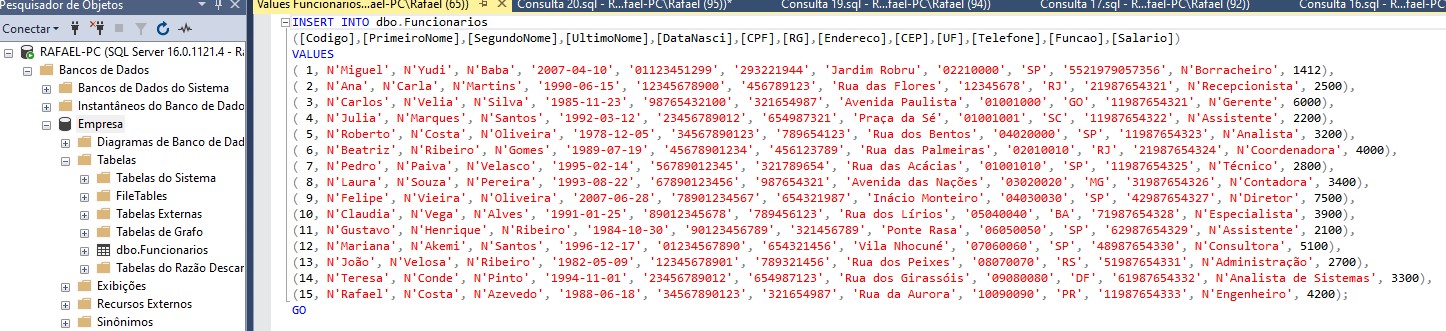 Pesquisador de Objetos
Conectar
RAFAEL-PC (SQL Server 16.0.1121.4 - R
Bancos de Dados
Bancos de Dados do Sistema
Instantâneos do Banco de Dado
Empresa
Diagramas de Banco de Dad
Tabelas
Tabelas do Sistema
FileTables
Tabelas Externas
Tabelas de Grafo
dbo.Funcionarios
Tabelas do Razão Descar
Exibições
Recursos Externos
Sinônimos
Values Funcionarios...ael-PC\Rafael (65)) Consulta 20.sql - R...fael-PC\Rafael (95))* Consulta 19.sql - R...fael-PC\Rafael (94)) Consulta 17.sql - R...fael-PC\Rafael (92)) Consulta 16.sql - R...fa
INSERT INTO dbo.Funcionarios
([Codigo],[PrimeiroNome],[SegundoNome],[UltimoNome],[DataNasci],[CPF],[RG],[Endereco],[CEP],[UF],[Telefone],[Funcao],[Salario])
VALUES
( 1, N'Miguel', N'Yudi', N'Baba', '2007-04-10', '01123451299', '293221944', 'Jardim Robru', '02210000', 'SP', '5521979057356', N'Borracheiro', 1412),
( 2, N'Ana', N'Carla', N'Martins', '1990-06-15', '12345678900', '456789123', 'Rua das Flores', '12345678', 'RJ', '21987654321', N'Recepcionista', 2500),
( 3, N'Carlos', N'Velia', N'Silva', '1985-11-23', '98765432100', '321654987', 'Avenida Paulista', '01001000', 'GO', '11987654321', N'Gerente', 6000),
( 4, N'Julia', N'Marques', N'Santos', '1992-03-12', '23456789012', '654987321', 'Praça da Sé', '01001001', 'SC', '11987654322', N'Assistente', 2200),
( 5, N'Roberto', N'Costa', N'Oliveira', '1978-12-05', '34567890123', '789654123', 'Rua dos Bentos', '04020000', 'SP', '11987654323', N'Analista', 3200),
( 6, N'Beatriz', N'Ribeiro', N'Gomes', '1989-07-19', '45678901234', '456123789', 'Rua das Palmeiras', '02010010', 'RJ', '21987654324', N'Coordenadora', 4000),
( 7, N'Pedro', N'Paiva', N'Velasco', '1995-02-14', '56789012345', '321789654', 'Rua das Acácias', '01001010', 'SP', '11987654325', N'Técnico', 2800),
( 8, N'Laura', N'Souza', N'Pereira', '1993-08-22', '67890123456', '987654321', 'Avenida das Nações', '03020020', 'MG', '31987654326', N'Contadora', 3400),
( 9, N'Felipe', N'Vieira', N'Oliveira', '2007-06-28', '78901234567', '654321987', 'Inácio Monteiro', '04030030', 'SP', '42987654327', N'Diretor', 7500),
(10, N'Claudia', N'Vega', N'Alves', '1991-01-25', '89012345678', '789456123', 'Rua dos Lírios', '05040040', 'BA', '71987654328', N'Especialista', 3900),
(11, N'Gustavo', N'Henrique', N'Ribeiro', '1984-10-30', '90123456789', '321456789', 'Ponte Rasa', '06050050', 'SP', '62987654329', N'Assistente', 2100),
(12, N'Mariana', N'Akemi', N'Santos', '1996-12-17', '01234567890', '654321456', 'Vila Nhocuné', '07060060', 'SP', '48987654330', N'Consultora', 5100),
(13, N'João', N'Velosa', N'Ribeiro', '1982-05-09', '12345678901', '789321456', 'Rua dos Peixes', '08070070', 'RS', '51987654331', N'Administração', 2700),
(14, N'Teresa', N'Conde', N'Pinto', '1994-11-01', '23456789012', '654987123', 'Rua dos Girassóis', '09080080', 'DF', '61987654332', N'Analista de Sistemas', 3300),
(15, N'Rafael', N'Costa', N'Azevedo', '1988-06-18', '34567890123', '321654987', 'Rua da Aurora', '10090090', 'PR', '11987654333', N'Engenheiro', 4200);
GO